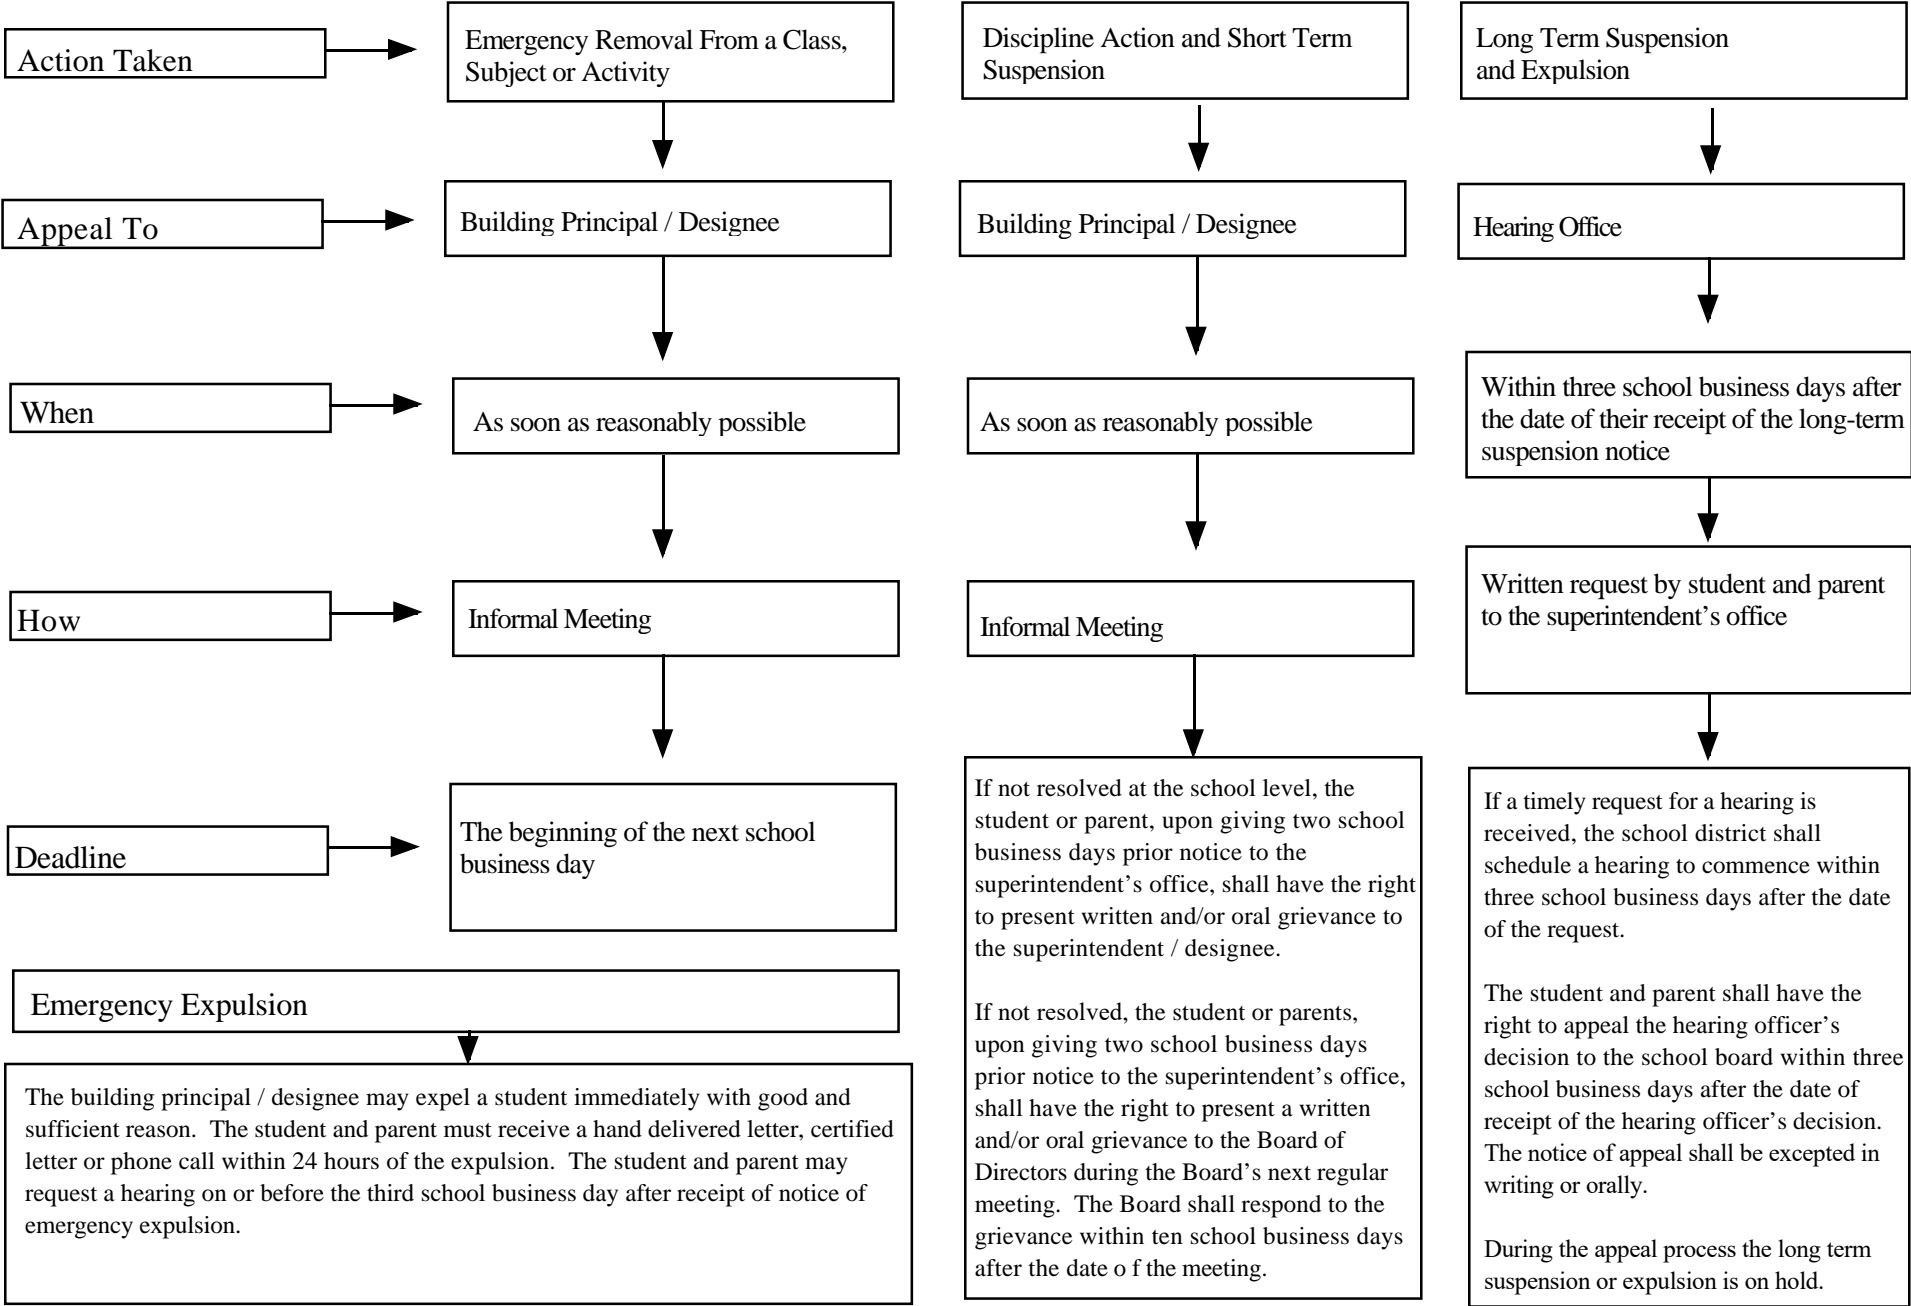 Action Taken
Emergency Removal From a Class,
Subject or Activity
Discipline Action and Short Term
Suspension
Long Term Suspension
and Expulsion
Appeal To
Building Principal / Designee
Building Principal / Designee
Hearing Office
When
As soon as reasonably possible
As soon as reasonably possible
Within three school business days after
the date of their receipt of the long-term
suspension notice
How
Informal Meeting
Informal Meeting
Written request by student and parent
to the superintendent’s office
Deadline
The beginning of the next school
business day
If not resolved at the school level, the
student or parent, upon giving two school
business days prior notice to the
superintendent’s office, shall have the right
to present written and/or oral grievance to
the superintendent / designee.
If not resolved, the student or parents,
upon giving two school business days
prior notice to the superintendent’s office,
shall have the right to present a written
and/or oral grievance to the Board of
Directors during the Board’s next regular
meeting.  The Board shall respond to the
grievance within ten school business days
after the date o f the meeting.
If a timely request for a hearing is
received, the school district shall
schedule a hearing to commence within
three school business days after the date
of the request.
The student and parent shall have the
right to appeal the hearing officer’s
decision to the school board within three
school business days after the date of
receipt of the hearing officer’s decision.
The notice of appeal shall be excepted in
writing or orally.
During the appeal process the long term
suspension or expulsion is on hold.
Emergency Expulsion
The building principal / designee may expel a student immediately with good and
sufficient reason.  The student and parent must receive a hand delivered letter, certified
letter or phone call within 24 hours of the expulsion.  The student and parent may
request a hearing on or before the third school business day after receipt of notice of
emergency expulsion.